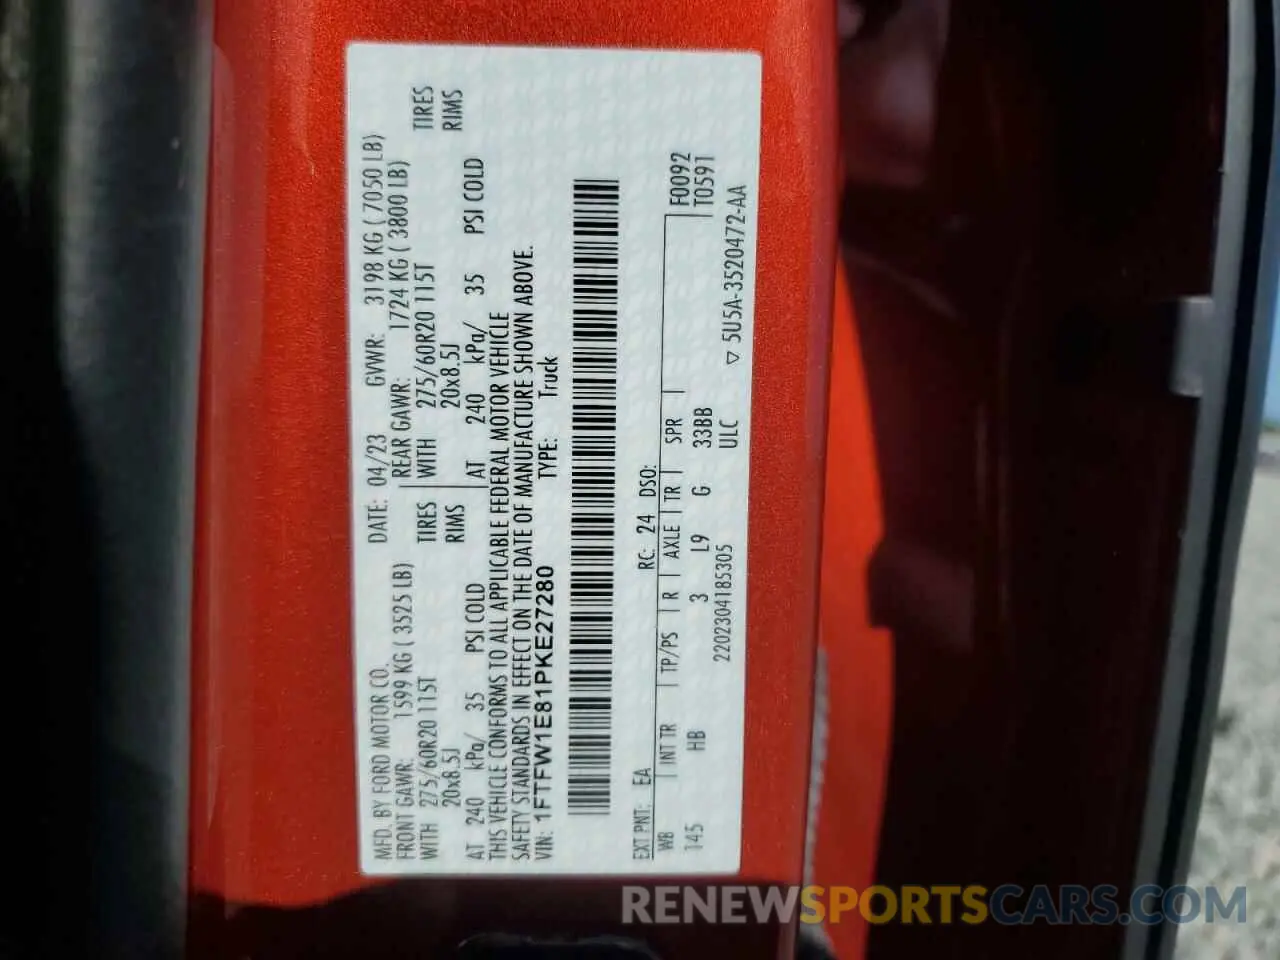 MFD. BY FORD MOTOR CO.
DATE: 04/23 GVWR: 3198 KG ( 7050 LB)
FRONT GAWR: 1599 KG ( 3525 LB)
REAR GAWR: 1724 KG ( 3800 LB)
WITH 275/60R20 115T TIRES
WITH 275/60R20 115T TIRES
20x8.5J RIMS
20x8.5J RIMS
AT 240 kPa/ 35 PSI COLD
AT 240 kPa/ 35 PSI COLD
THIS VEHICLE CONFORMS TO ALL APPLICABLE FEDERAL MOTOR VEHICLE
SAFETY STANDARDS IN EFFECT ON THE DATE OF MANUFACTURE SHOWN ABOVE.
VIN: 1FTFW1E81PKE27280 TYPE: Truck
EXT PNT: EA RC: 24 DSO: F0092
WB INT TR TP/PS R AXLE TR SPR T0591
145 HB 3 L9 G 33BB
2202304185305 ULC ▽ 5U5A-3520472-AA
RENEWSPORTSCARS.COM